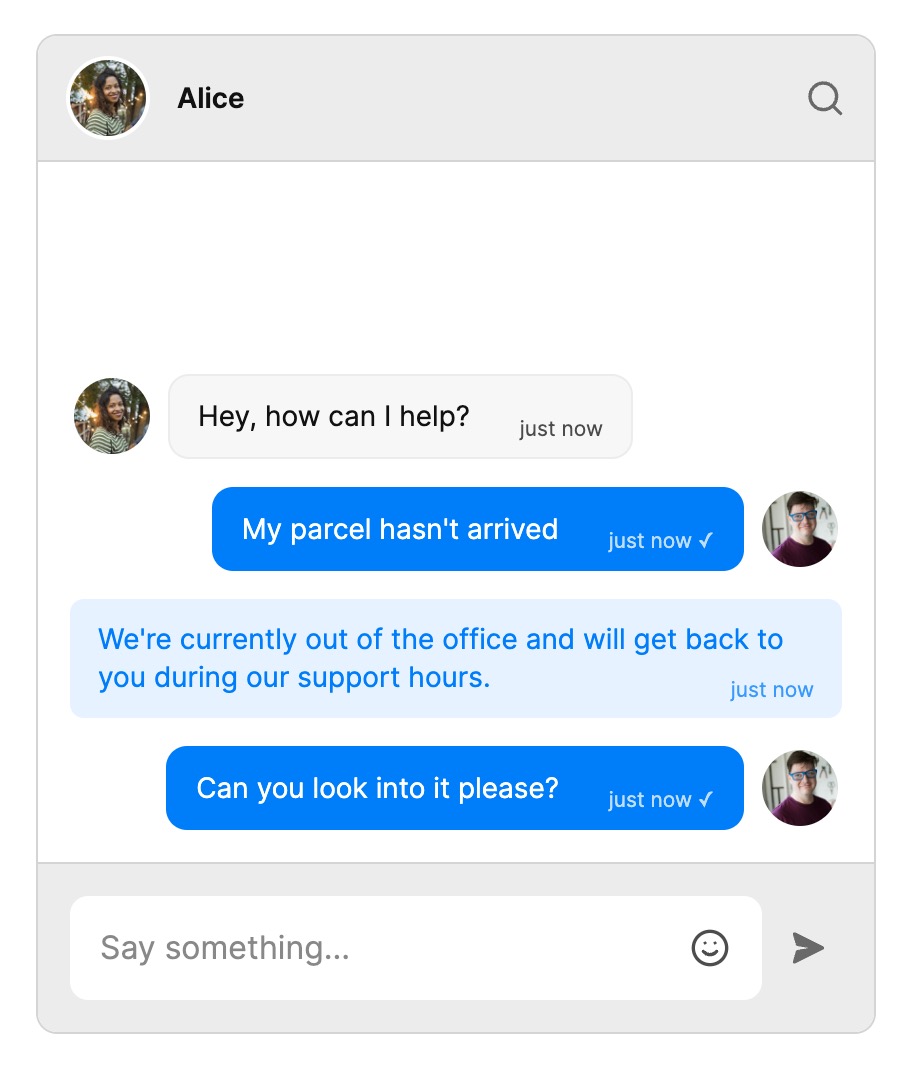 Alice
Hey, how can I help?
just now
My parcel hasn't arrived
just now ✓
We're currently out of the office and will get back to
you during our support hours.
just now
Can you look into it please?
just now ✓
Say something...